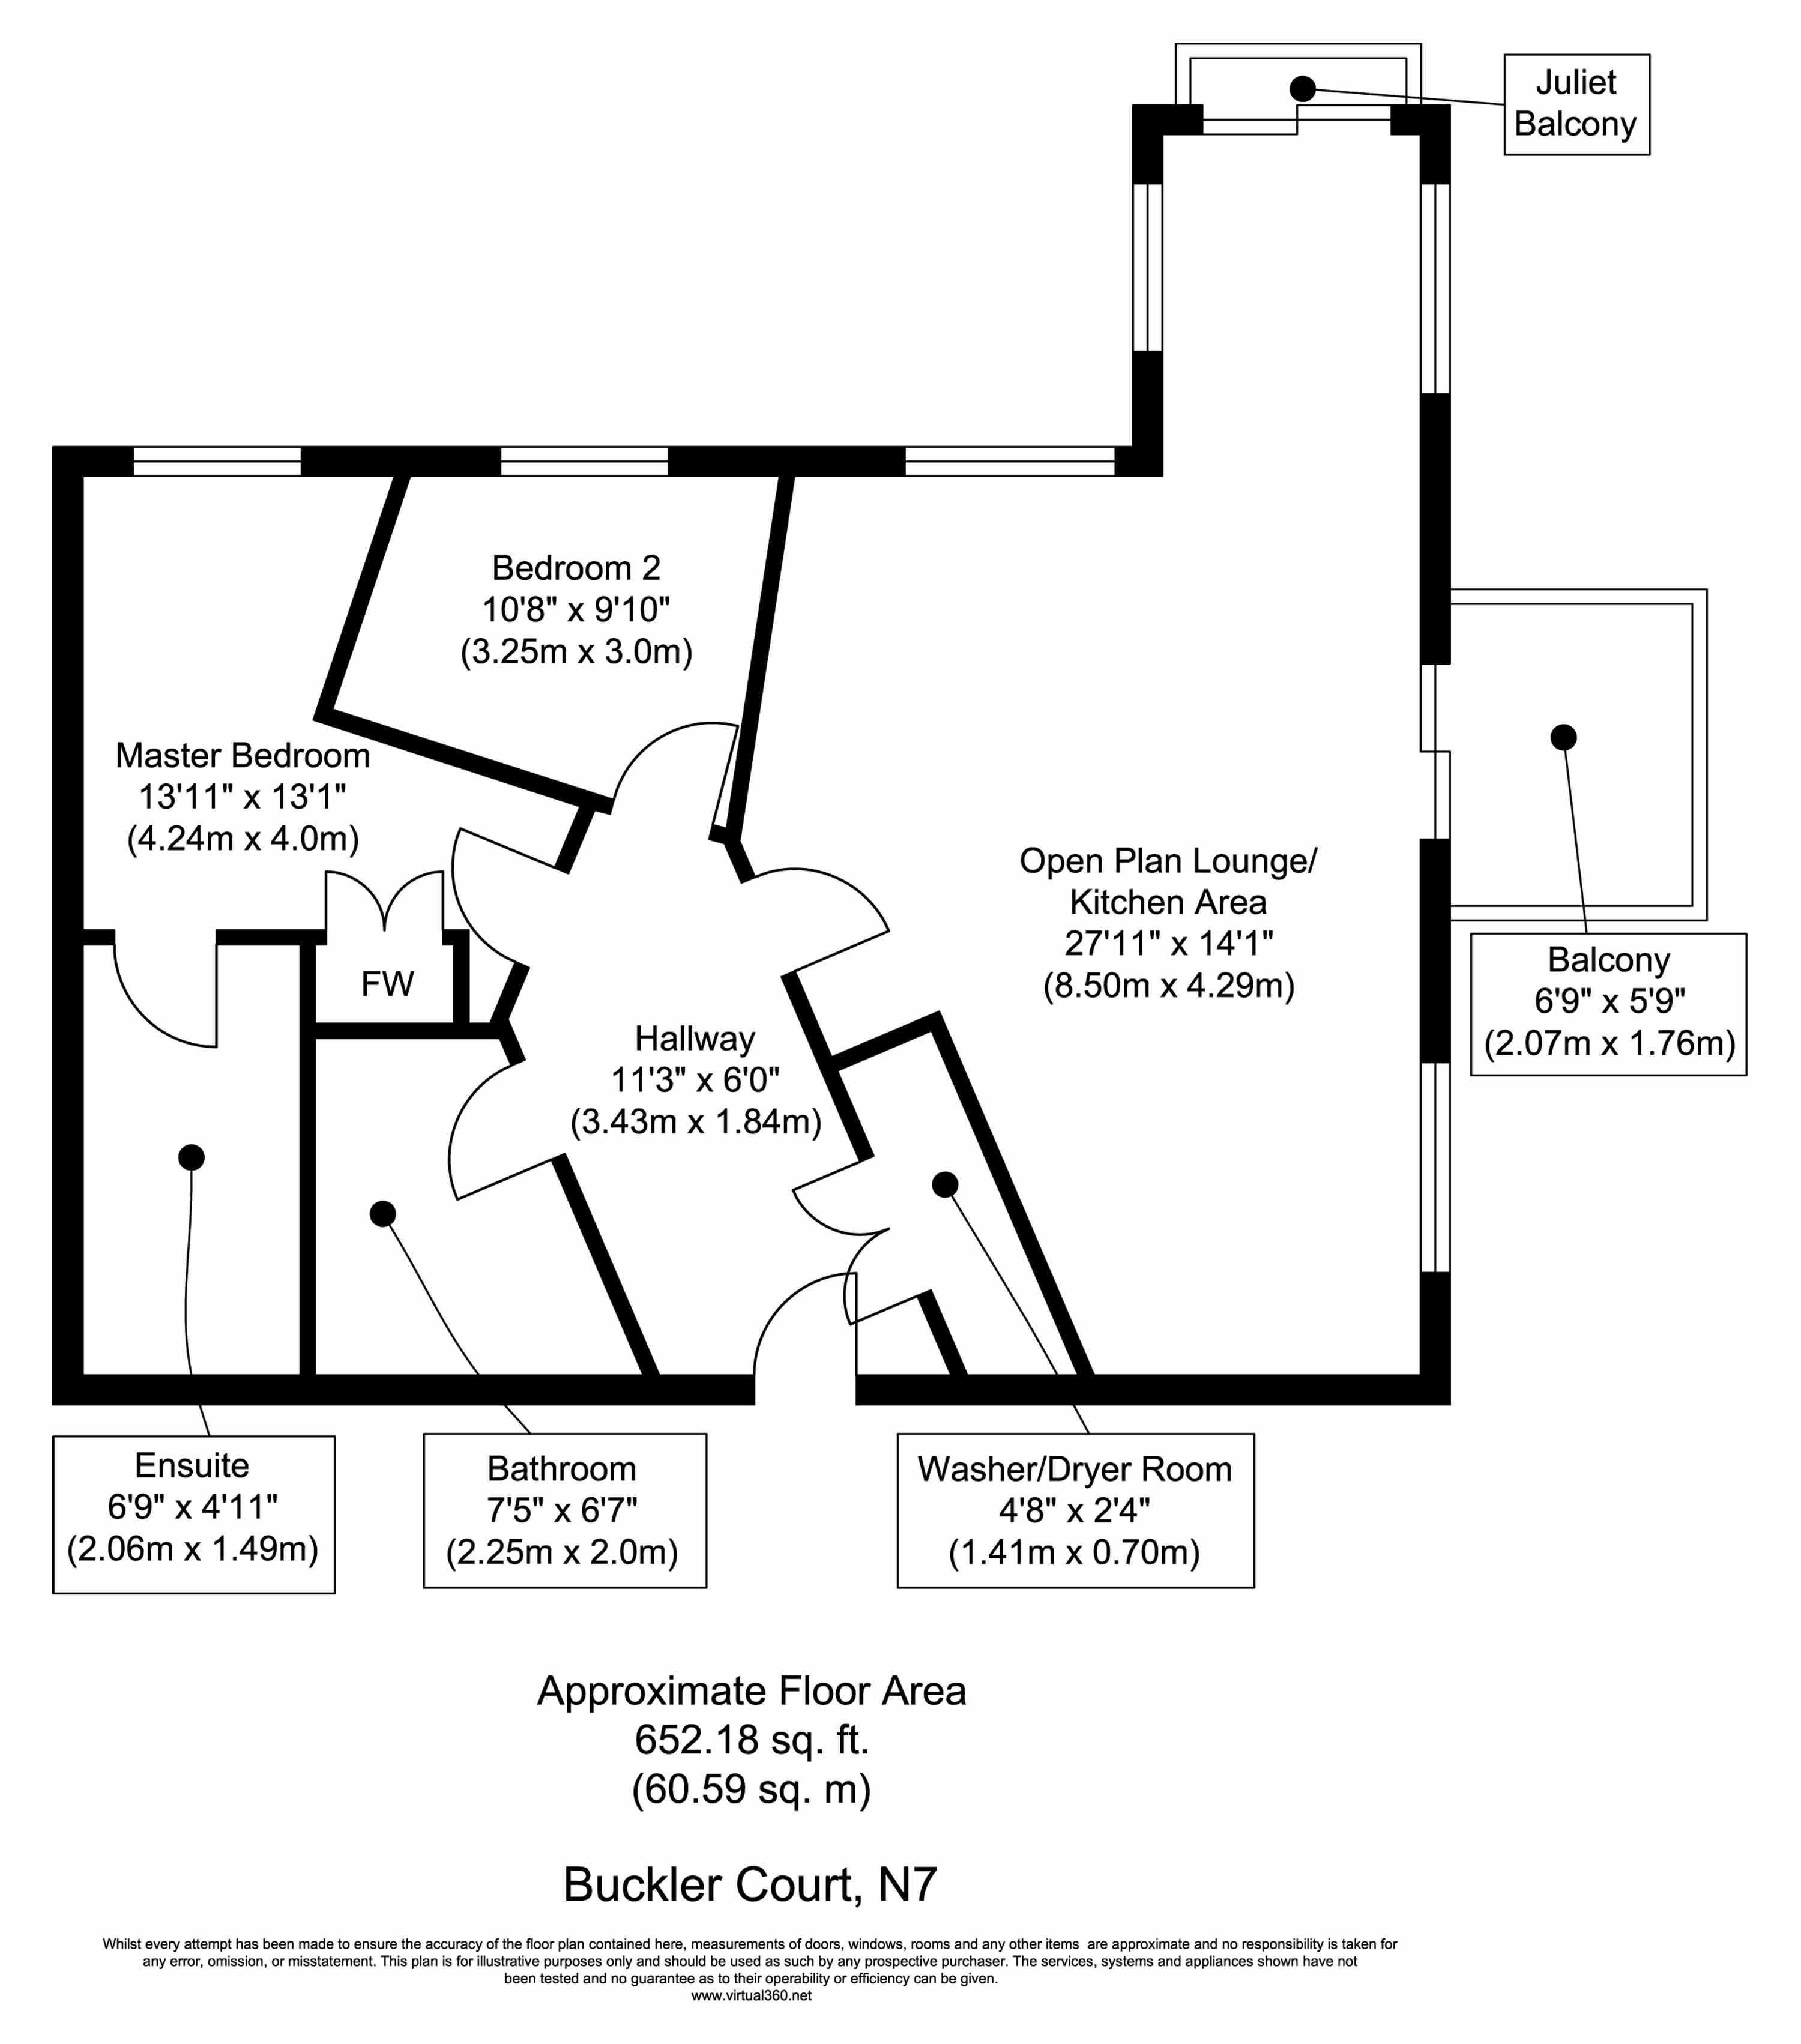 Juliet
Balcony
Bedroom 2
10'8" x 9'10"
(3.25m x 3.0m)
Master Bedroom
13'11" x 13'1"
(4.24m x 4.0m)
Open Plan Lounge/
Kitchen Area
27'11" x 14'1"
(8.50m x 4.29m)
Balcony
6'9" x 5'9"
(2.07m x 1.76m)
FW
Hallway
11'3" x 6'0"
(3.43m x 1.84m)
Ensuite
6'9" x 4'11"
(2.06m x 1.49m)
Bathroom
7'5" x 6'7"
(2.25m x 2.0m)
Washer/Dryer Room
4'8" x 2'4"
(1.41m x 0.70m)
Approximate Floor Area
652.18 sq. ft.
(60.59 sq. m)
Buckler Court, N7
Whilst every attempt has been made to ensure the accuracy of the floor plan contained here, measurements of doors, windows, rooms and any other items are approximate and no responsibility is taken for
any error, omission, or misstatement. This plan is for illustrative purposes only and should be used as such by any prospective purchaser. The services, systems and appliances shown have not
been tested and no guarantee as to their operability or efficiency can be given.
www.virtual360.net